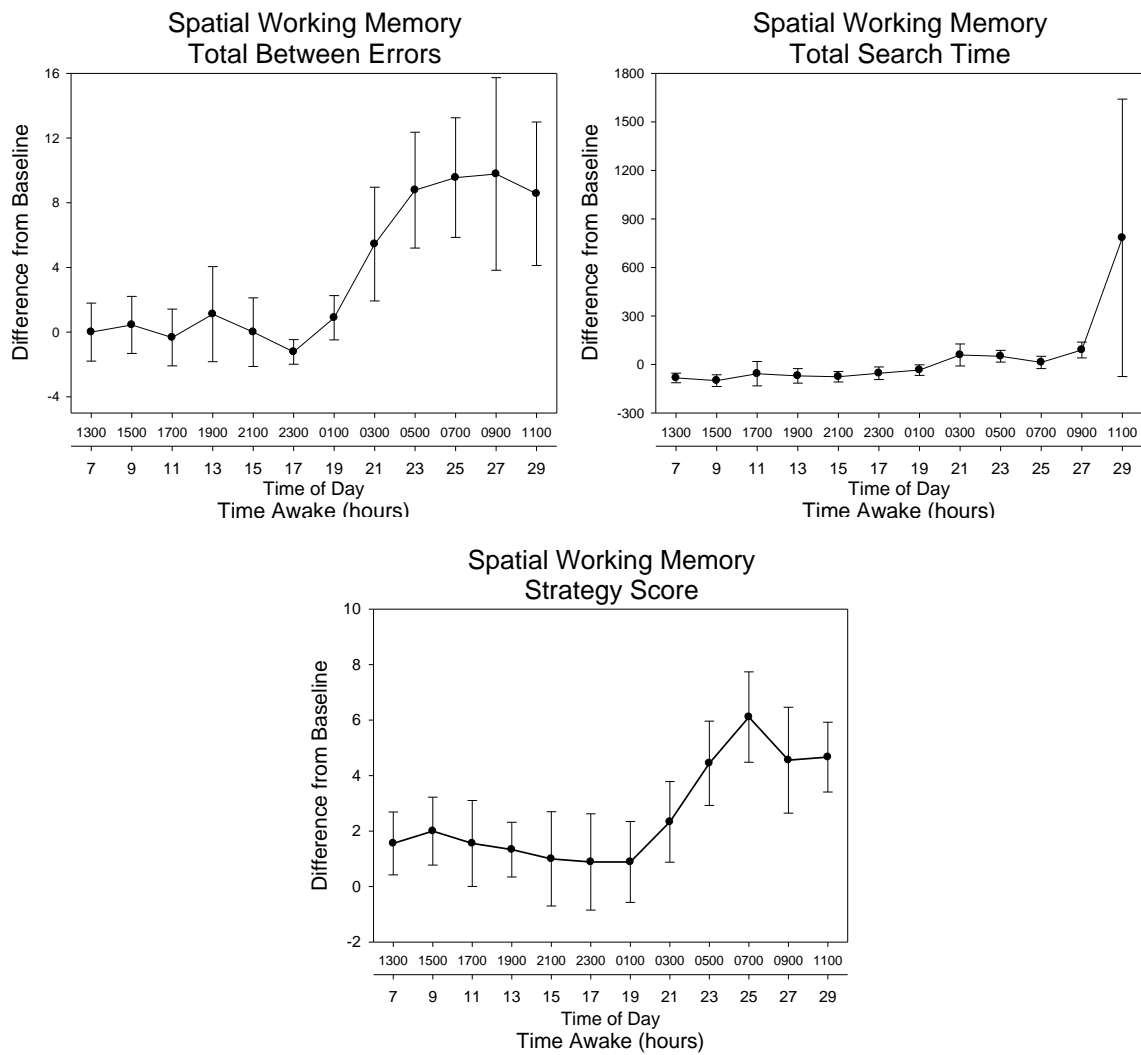 Spatial Working Memory
Total Between Errors
16
12
8
4
0
-4
Difference from Baseline
1300 1500 1700 1900 2100 2300 0100 0300 0500 0700 0900 1100
7 9 11 13 15 17 19 21 23 25 27 29
Time of Day
Time Awake (hours)
Spatial Working Memory
Total Search Time
1800
1500
1200
900
600
300
0
-300
Difference from Baseline
1300 1500 1700 1900 2100 2300 0100 0300 0500 0700 0900 1100
7 9 11 13 15 17 19 21 23 25 27 29
Time of Day
Time Awake (hours)
Spatial Working Memory
Strategy Score
10
8
6
4
2
0
-2
Difference from Baseline
1300 1500 1700 1900 2100 2300 0100 0300 0500 0700 0900 1100
7 9 11 13 15 17 19 21 23 25 27 29
Time of Day
Time Awake (hours)